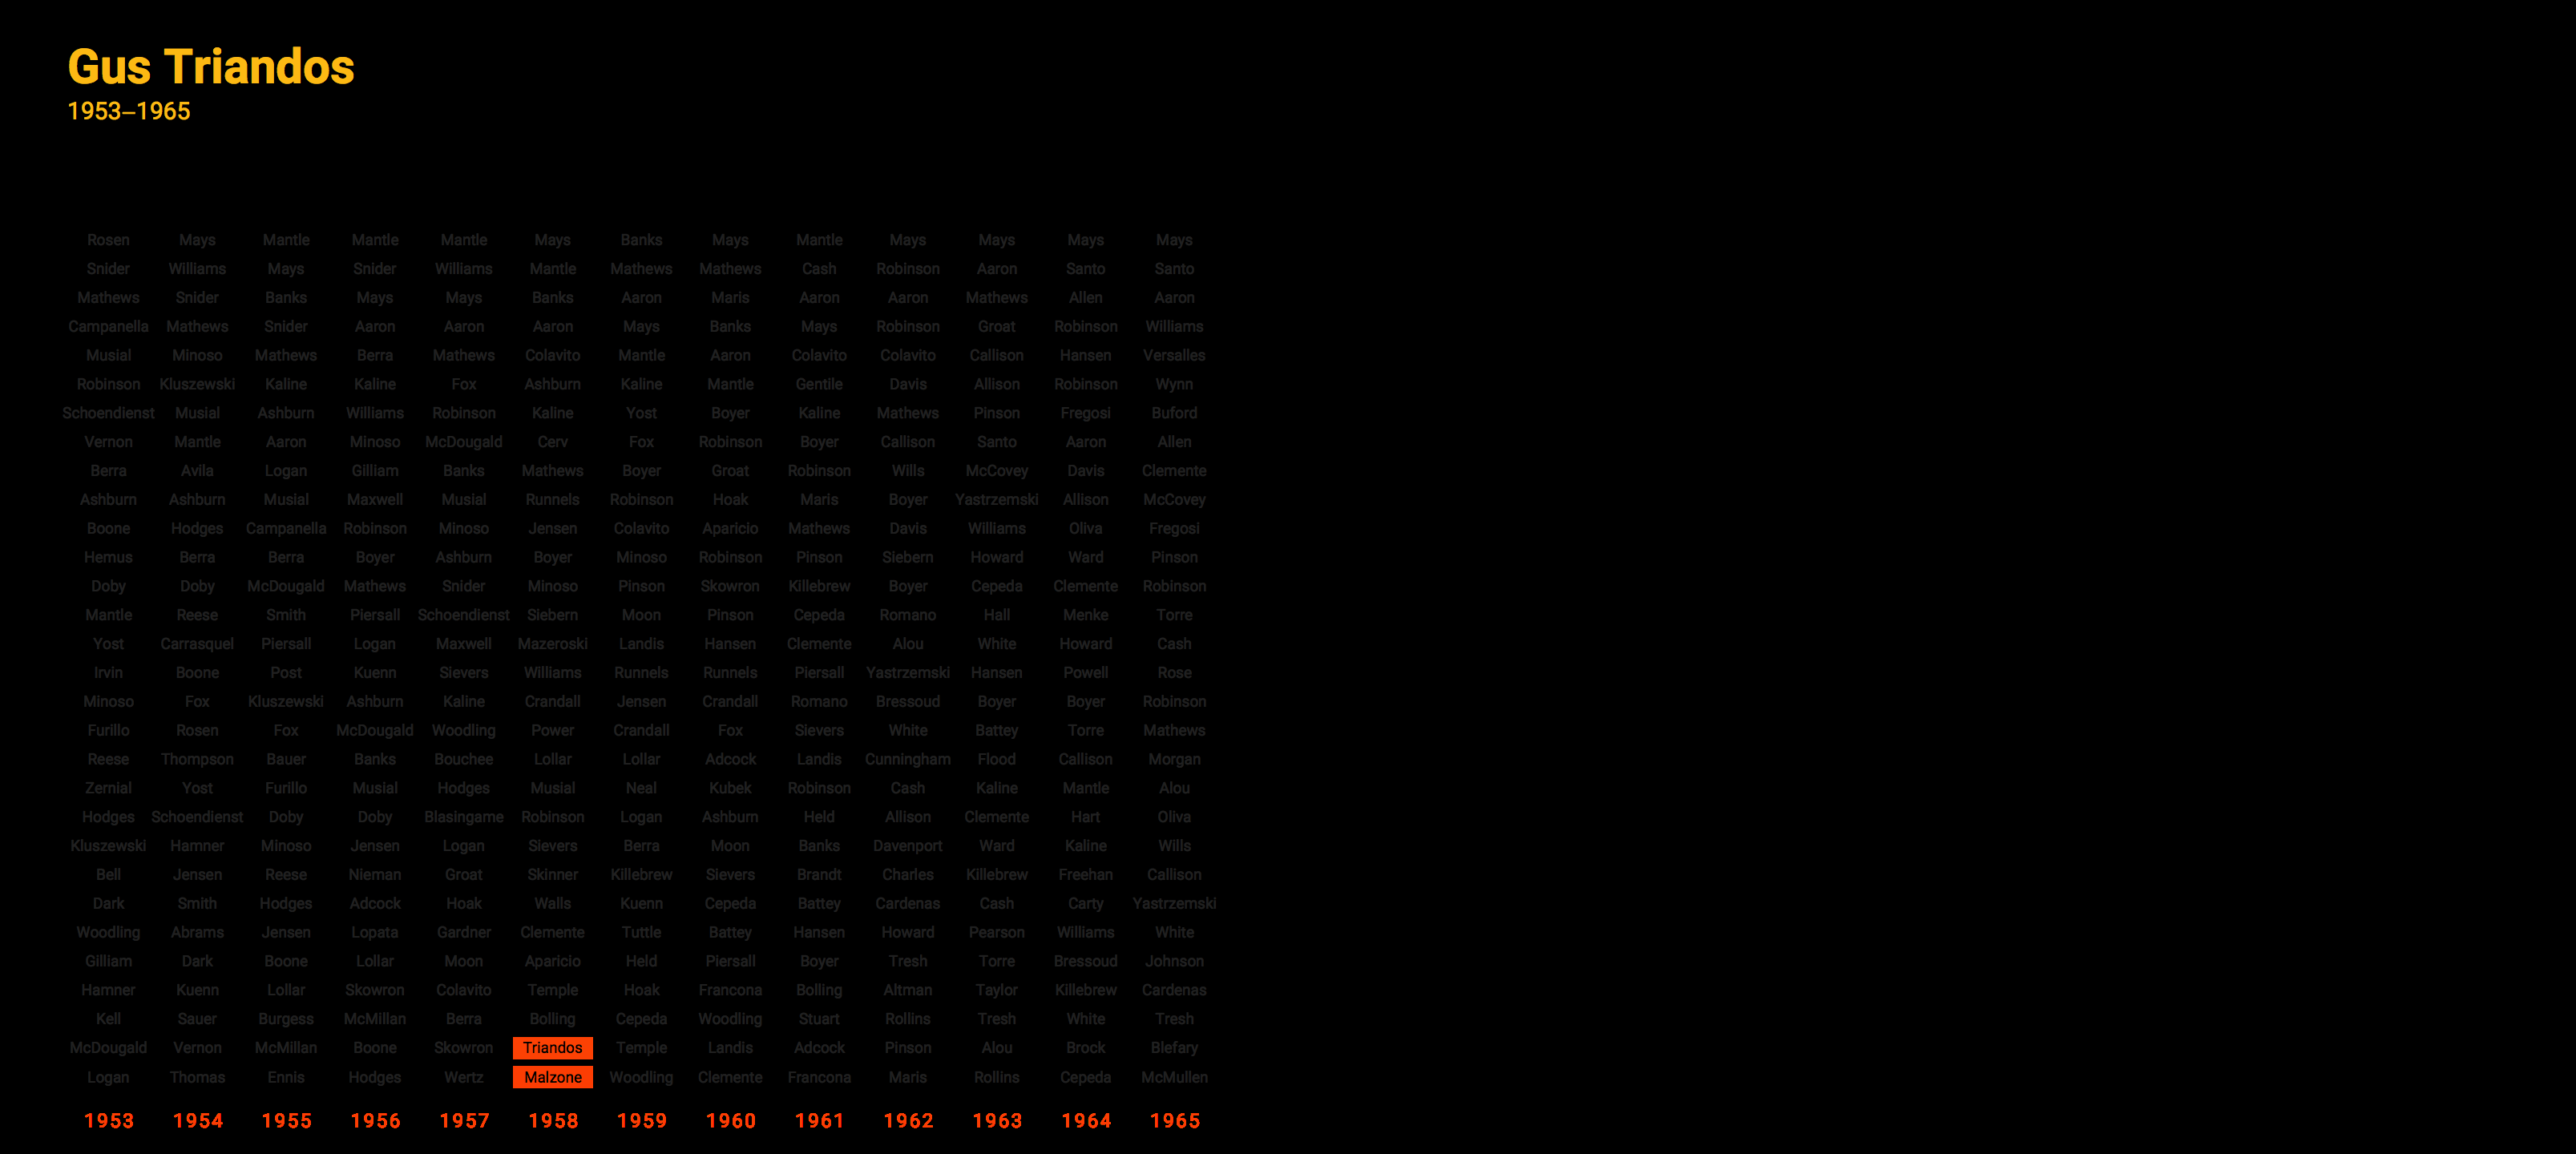 Gus Triandos
1953–1965
Rosen Mays Mantle Mantle Mantle Mays Banks Mays Mantle Mays Mays Mays Mays
Snider Williams Mays Snider Williams Mantle Mathews Mathews Cash Robinson Aaron Santo Santo
Mathews Snider Banks Mays Mays Banks Aaron Maris Aaron Aaron Mathews Allen Aaron
Campanella Mathews Snider Aaron Aaron Aaron Mays Banks Mays Robinson Groat Robinson Williams
Musial Minoso Mathews Berra Mathews Colavito Mantle Aaron Colavito Colavito Callison Hansen Versalles
Robinson Kluszewski Kaline Kaline Fox Ashburn Kaline Mantle Gentile Davis Allison Robinson Wynn
Schoendienst Musial Ashburn Williams Robinson Kaline Yost Boyer Kaline Mathews Pinson Fregosi Buford
Vernon Mantle Aaron Minoso McDougald Cerv Fox Robinson Boyer Callison Santo Aaron Allen
Berra Avila Logan Gilliam Banks Mathews Boyer Groat Robinson Wills McCovey Davis Clemente
Ashburn Ashburn Musial Maxwell Musial Runnels Robinson Hoak Maris Boyer Yastrzemski Allison McCovey
Boone Hodges Campanella Robinson Minoso Jensen Colavito Aparicio Mathews Davis Williams Oliva Fregosi
Hemus Berra Berra Boyer Ashburn Boyer Minoso Robinson Pinson Siebern Howard Ward Pinson
Doby Doby McDougald Mathews Snider Minoso Pinson Skowron Killebrew Boyer Cepeda Clemente Robinson
Mantle Reese Smith Piersall Schoendienst Siebern Moon Pinson Cepeda Romano Hall Menke Torre
Yost Carrasquel Piersall Logan Maxwell Mazeroski Landis Hansen Clemente Alou White Howard Cash
Irvin Boone Post Kuenn Sievers Williams Runnels Runnels Piersall Yastrzemski Hansen Powell Rose
Minoso Fox Kluszewski Ashburn Kaline Crandall Jensen Crandall Romano Bressoud Boyer Boyer Robinson
Furillo Rosen Fox McDougald Woodling Power Crandall Fox Sievers White Battey Torre Mathews
Reese Thompson Bauer Banks Bouchee Lollar Lollar Adcock Landis Cunningham Flood Callison Morgan
Zernial Yost Furillo Musial Hodges Musial Neal Kubek Robinson Cash Kaline Mantle Alou
Hodges Schoendienst Doby Doby Blasingame Robinson Logan Ashburn Held Allison Clemente Hart Oliva
Kluszewski Hamner Minoso Jensen Logan Sievers Berra Moon Banks Davenport Ward Kaline Wills
Bell Jensen Reese Nieman Groat Skinner Killebrew Sievers Brandt Charles Killebrew Freehan Callison
Dark Smith Hodges Adcock Hoak Walls Kuenn Cepeda Battey Cardenas Cash Carty Yastrzemski
Woodling Abrams Jensen Lopata Gardner Clemente Tuttle Battey Hansen Howard Pearson Williams White
Gilliam Dark Boone Lollar Moon Aparicio Held Piersall Boyer Tresh Torre Bressoud Johnson
Hamner Kuenn Lollar Skowron Colavito Temple Hoak Francona Bolling Altman Taylor Killebrew Cardenas
Kell Sauer Burgess McMillan Berra Bolling Cepeda Woodling Stuart Rollins Tresh White Tresh
McDougald Vernon McMillan Boone Skowron Triandos Temple Landis Adcock Pinson Alou Brock Blefary
Logan Thomas Ennis Hodges Wertz Malzone Woodling Clemente Francona Maris Rollins Cepeda McMullen
1953 1954 1955 1956 1957 1958 1959 1960 1961 1962 1963 1964 1965